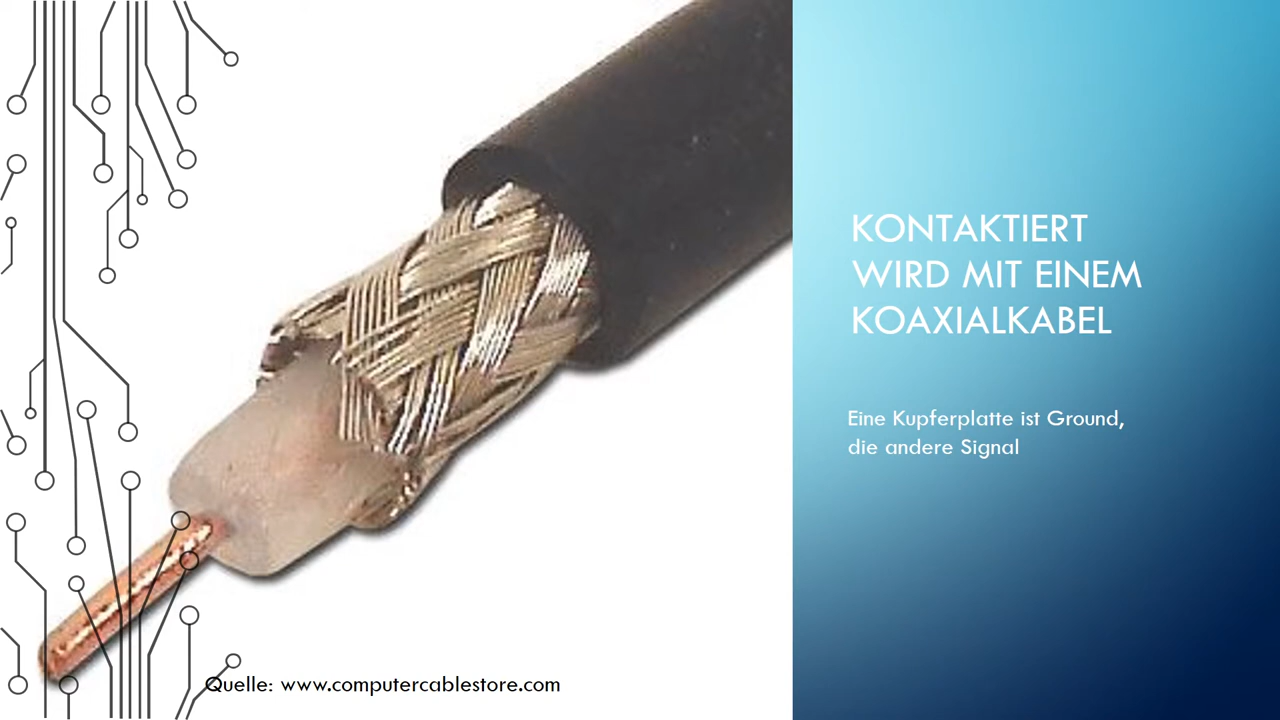 KONTAKTIERT
WIRD MIT EINEM
KOAXIALKABEL
Eine Kupferplatte ist Ground,
die andere Signal
Quelle: www.computercablestore.com